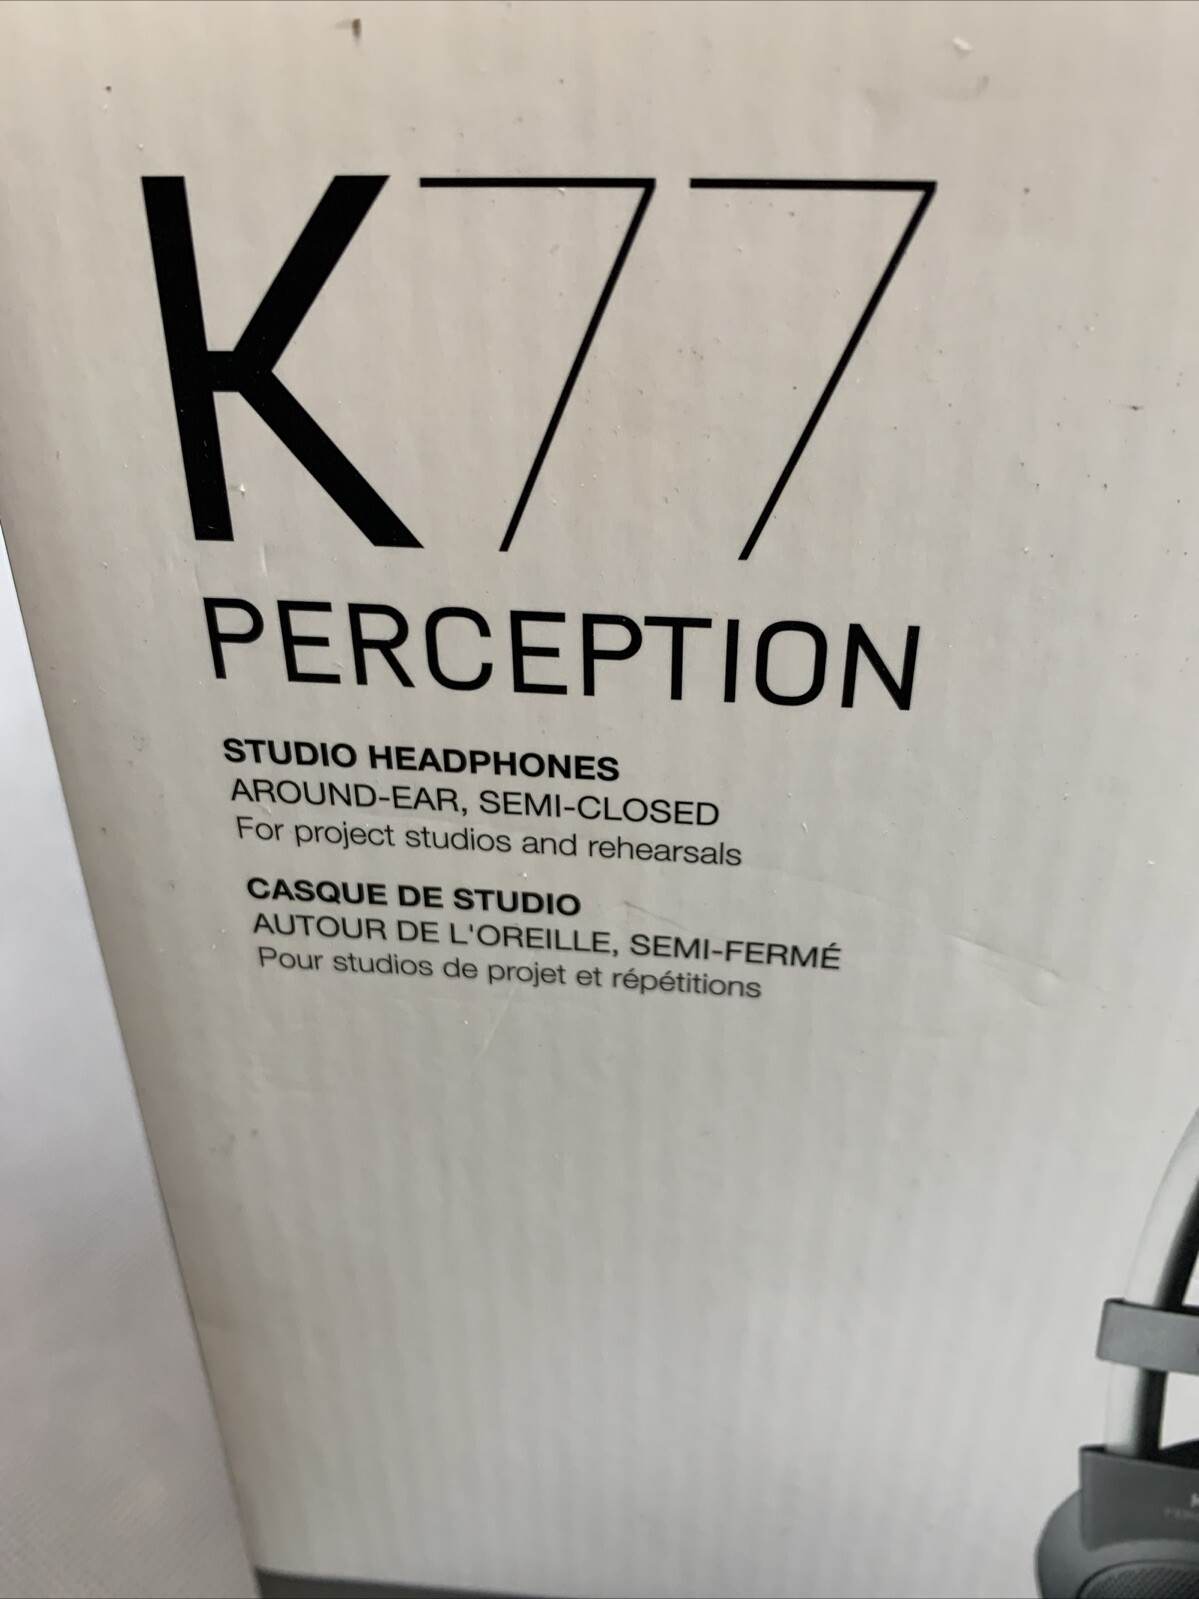 K77
PERCEPTION
STUDIO HEADPHONES
AROUND-EAR, SEMI-CLOSED
For project studios and rehearsals
CASQUE DE STUDIO
AUTOUR DE L'OREILLE, SEMI-FERMÉ
Pour studios de projet et répétitions